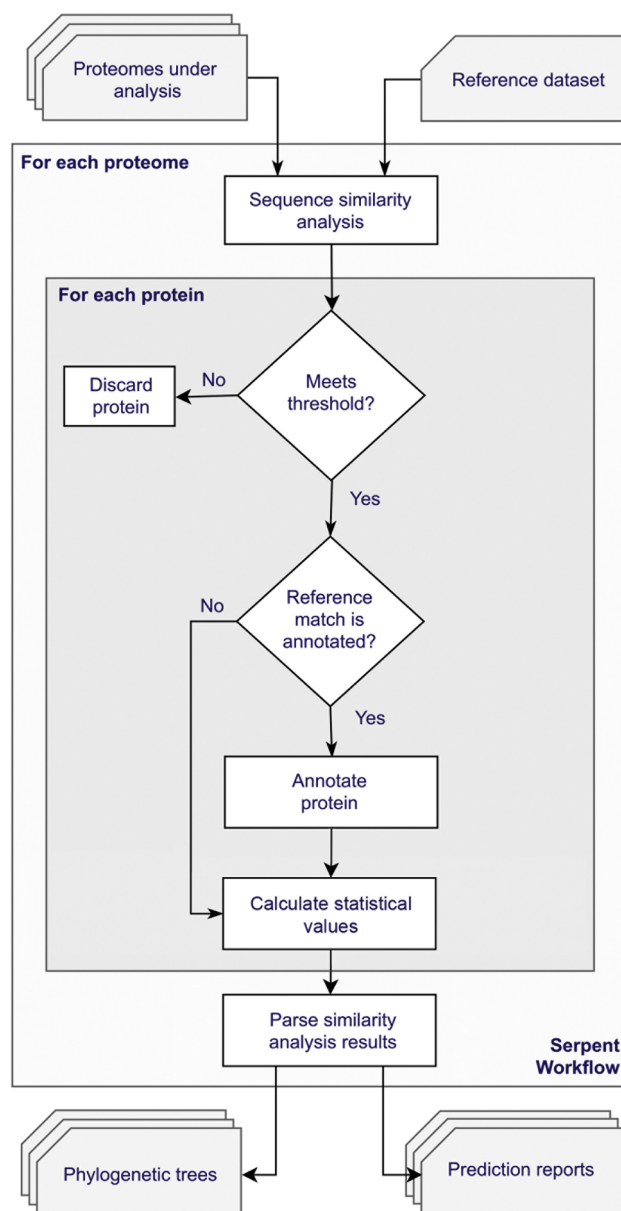 Proteomes under
analysis
Reference dataset
For each proteome
Sequence similarity
analysis
For each protein
Meets
threshold?
No
Discard
protein
Yes
Reference
match is
annotated?
No
Yes
Annotate
protein
Calculate statistical
values
Parse similarity
analysis results
Serpent
Workflow
Phylogenetic trees
Prediction reports